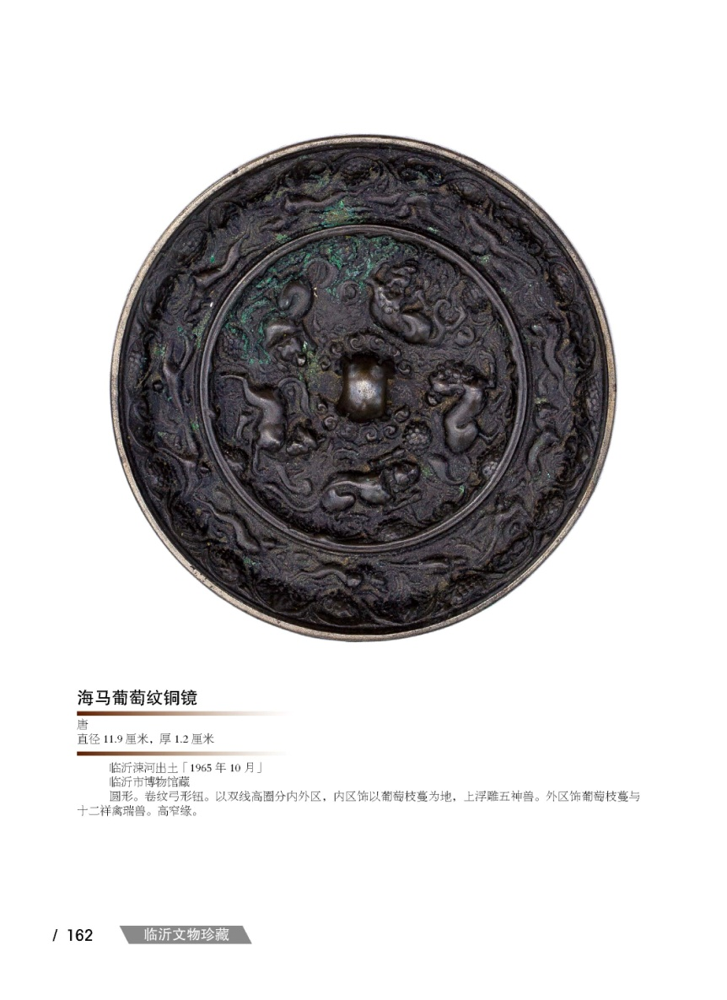 海马葡萄纹铜镜
唐
直径 11.9 厘米，厚 1.2 厘米
临沂涑河出土「1965 年 10 月」
临沂市博物馆藏
圆形。卷纹弓形钮。以双线高圈分内外区，内区饰以葡萄枝蔓为地，上浮雕五神兽。外区饰葡萄枝蔓与
十二祥禽瑞兽。高窄缘。
/ 162
临沂文物珍藏